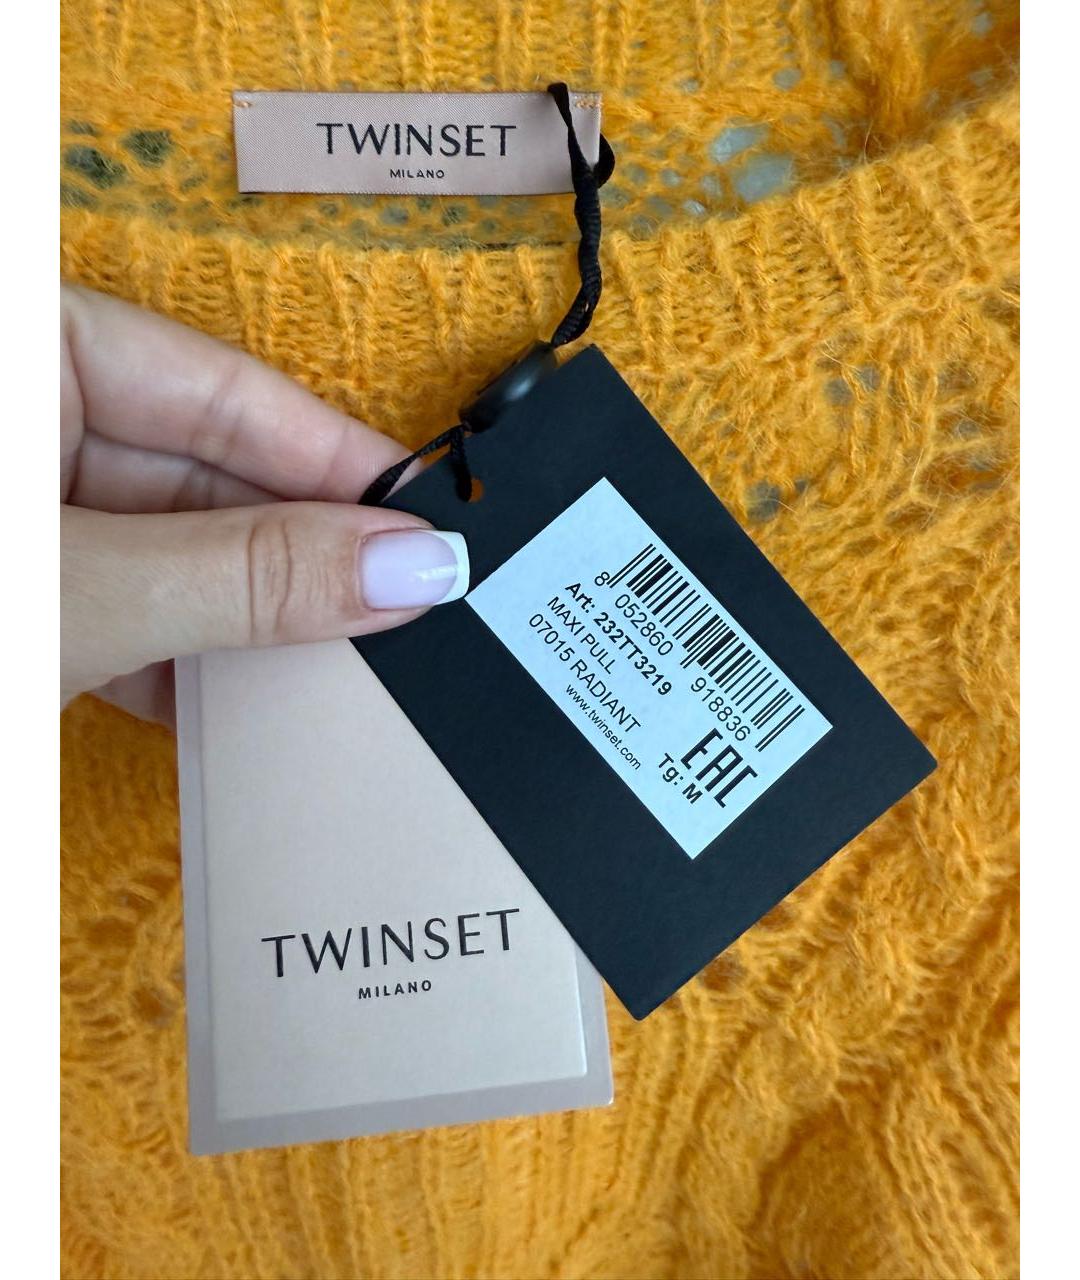 TWINSET
MILANO
8 052860 918836
Art: 232TT3219
MAXI PULL
07015 RADIANT
www.twinset.com
EAC
Tg: M
TWINSET
MILANO